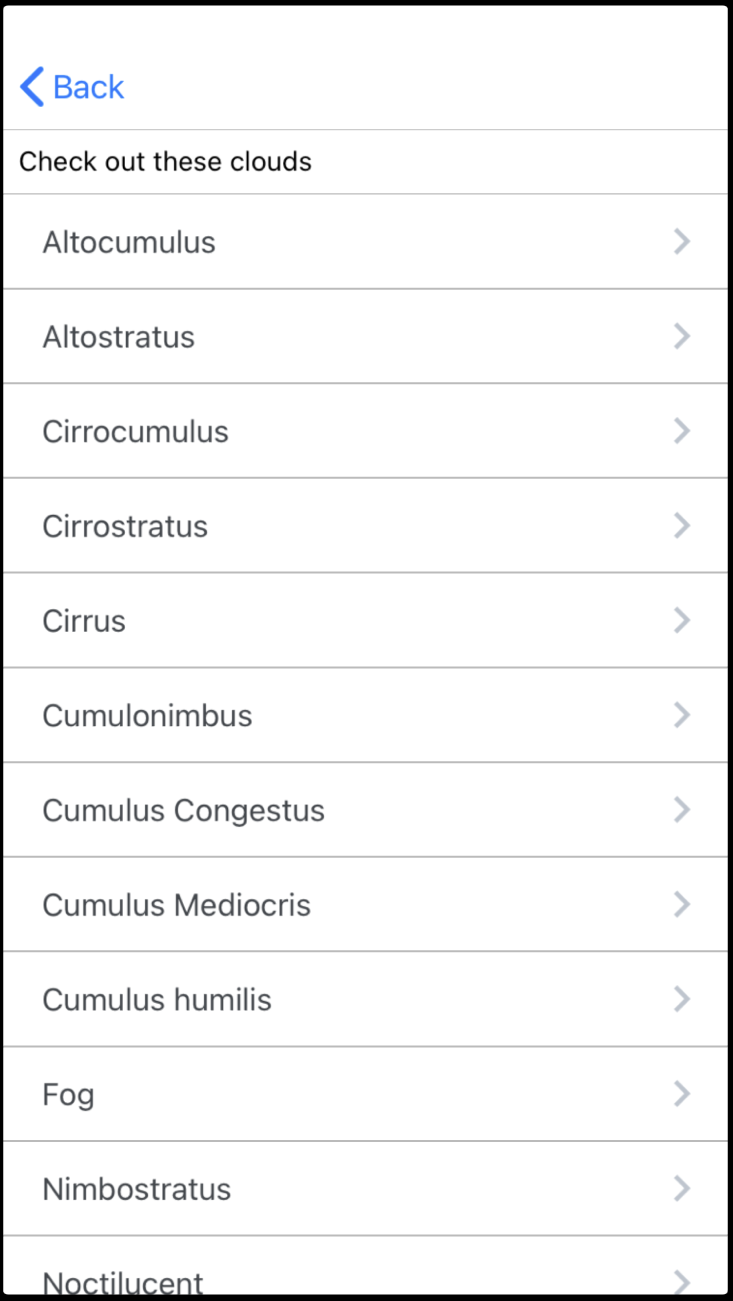 Back
Check out these clouds
Altocumulus
Altostratus
Cirrocumulus
Cirrostratus
Cirrus
Cumulonimbus
Cumulus Congestus
Cumulus Mediocris
Cumulus humilis
Fog
Nimbostratus
Noctilucent